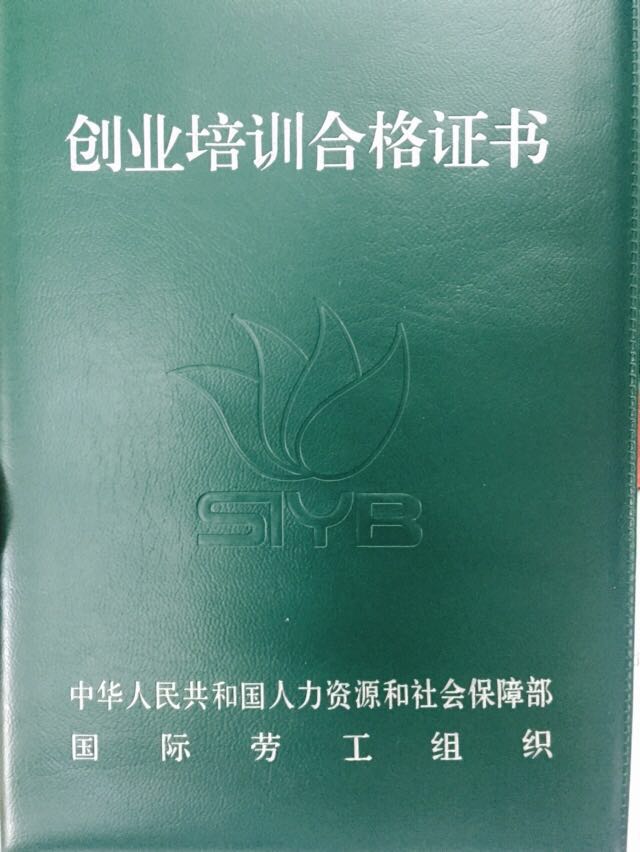 创业培训合格证书
SIYB
中华人民共和国人力资源和社会保障部
国际劳工组织